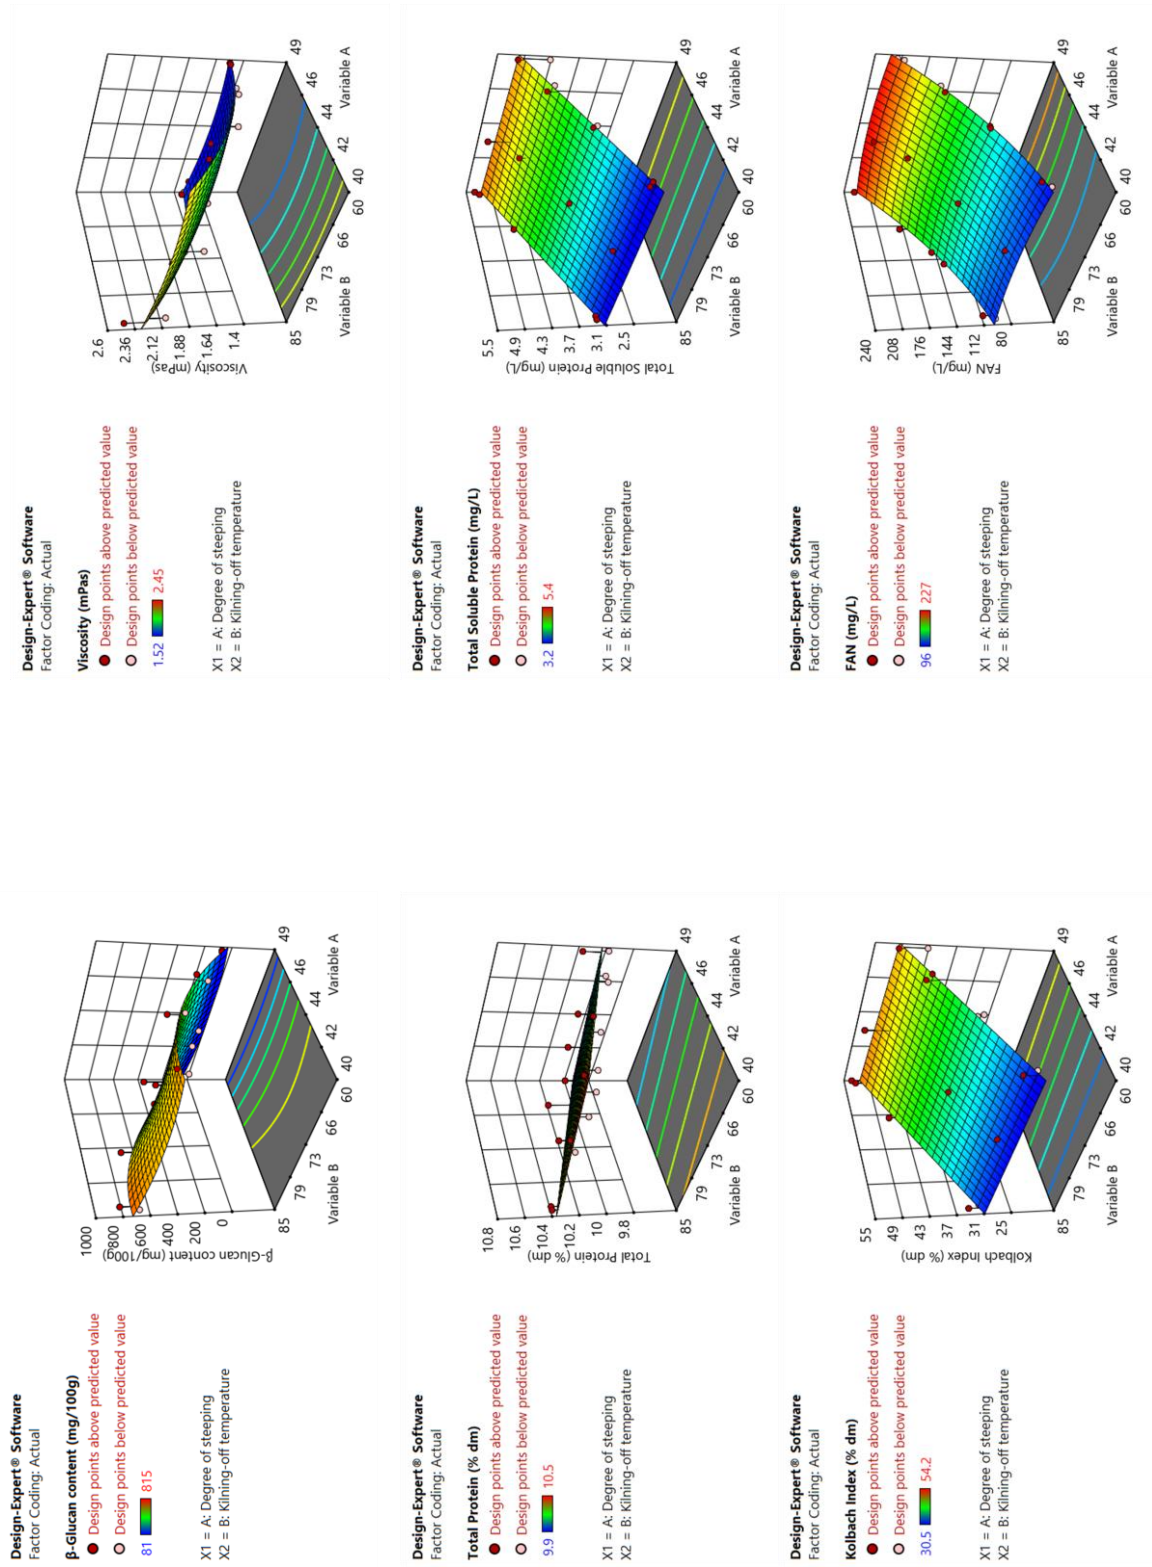 Design-Expert® Software
Factor Coding: Actual
β-Glucan content (mg/100g)
Design points above predicted value
Design points below predicted value
81 815
X1 = A: Degree of steeping
X2 = B: Kilning-off temperature
β-Glucan content (mg/100g)
1000
800
600
400
200
0
85
79
73
66
60
Variable B
40
42
44
46
49
Variable A
Design-Expert® Software
Factor Coding: Actual
Viscosity (mPas)
Design points above predicted value
Design points below predicted value
1.52 2.45
X1 = A: Degree of steeping
X2 = B: Kilning-off temperature
Viscosity (mPas)
2.6
2.36
2.12
1.88
1.64
1.4
85
79
73
66
60
Variable B
40
42
44
46
49
Variable A
Design-Expert® Software
Factor Coding: Actual
Total Protein (% dm)
Design points above predicted value
Design points below predicted value
9.9 10.5
X1 = A: Degree of steeping
X2 = B: Kilning-off temperature
Total Protein (% dm)
10.8
10.6
10.4
10.2
10
9.8
85
79
73
66
60
Variable B
40
42
44
46
49
Variable A
Design-Expert® Software
Factor Coding: Actual
Total Soluble Protein (mg/L)
Design points above predicted value
Design points below predicted value
3.2 5.4
X1 = A: Degree of steeping
X2 = B: Kilning-off temperature
Total Soluble Protein (mg/L)
5.5
4.9
4.3
3.7
3.1
2.5
85
79
73
66
60
Variable B
40
42
44
46
49
Variable A
Design-Expert® Software
Factor Coding: Actual
Kolbach Index (% dm)
Design points above predicted value
Design points below predicted value
30.5 54.2
X1 = A: Degree of steeping
X2 = B: Kilning-off temperature
Kolbach Index (% dm)
55
49
43
37
31
25
85
79
73
66
60
Variable B
40
42
44
46
49
Variable A
Design-Expert® Software
Factor Coding: Actual
FAN (mg/L)
Design points above predicted value
Design points below predicted value
96 227
X1 = A: Degree of steeping
X2 = B: Kilning-off temperature
FAN (mg/L)
240
208
176
144
112
80
85
79
73
66
60
Variable B
40
42
44
46
49
Variable A